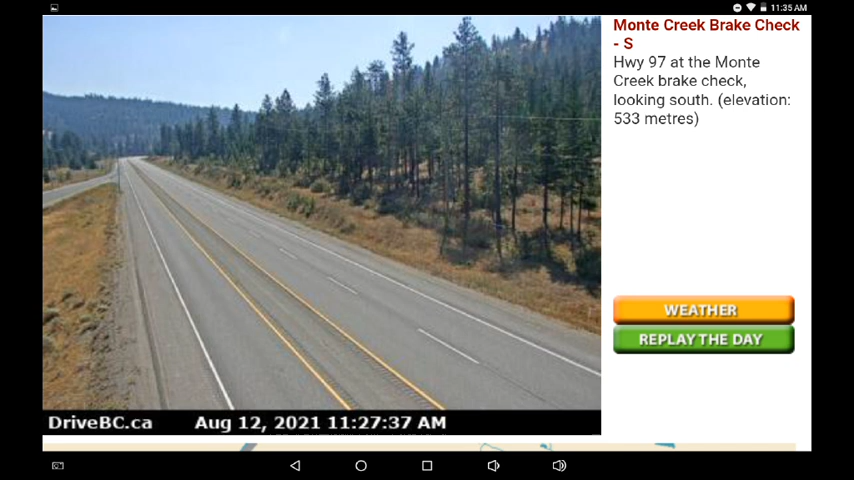 11:35 AM
Monte Creek Brake Check
- S
Hwy 97 at the Monte
Creek brake check,
looking south. (elevation:
533 metres)
WEATHER
REPLAY THE DAY
DriveBC.ca Aug 12, 2021 11:27:37 AM